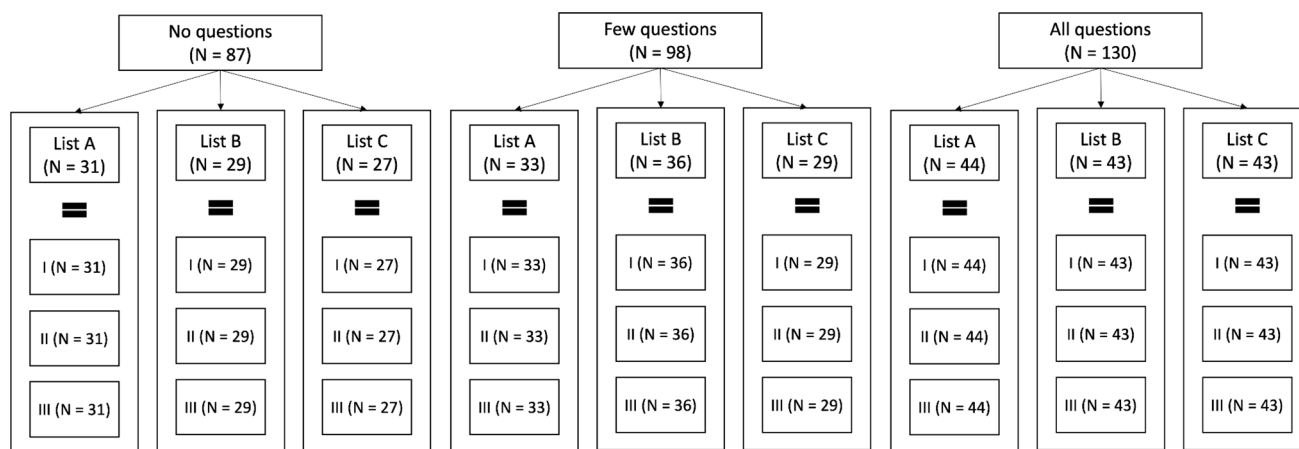 No questions
(N = 87)
Few questions
(N = 98)
All questions
(N = 130)
List A
(N = 31)
List B
(N = 29)
List C
(N = 27)
List A
(N = 33)
List B
(N = 36)
List C
(N = 29)
List A
(N = 44)
List B
(N = 43)
List C
(N = 43)
I (N = 31)
I (N = 29)
I (N = 27)
I (N = 33)
I (N = 36)
I (N = 29)
I (N = 44)
I (N = 43)
I (N = 43)
II (N = 31)
II (N = 29)
II (N = 27)
II (N = 33)
II (N = 36)
II (N = 29)
II (N = 44)
II (N = 43)
II (N = 43)
III (N = 31)
III (N = 29)
III (N = 27)
III (N = 33)
III (N = 36)
III (N = 29)
III (N = 44)
III (N = 43)
III (N = 43)